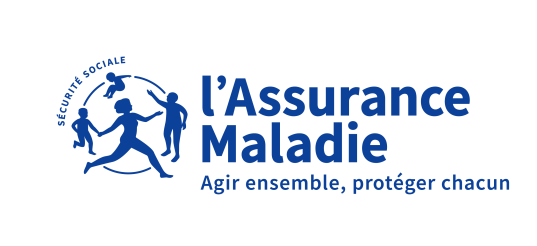 SÉCURITÉ SOCIALE
l'Assurance
Maladie
Agir ensemble, protéger chacun